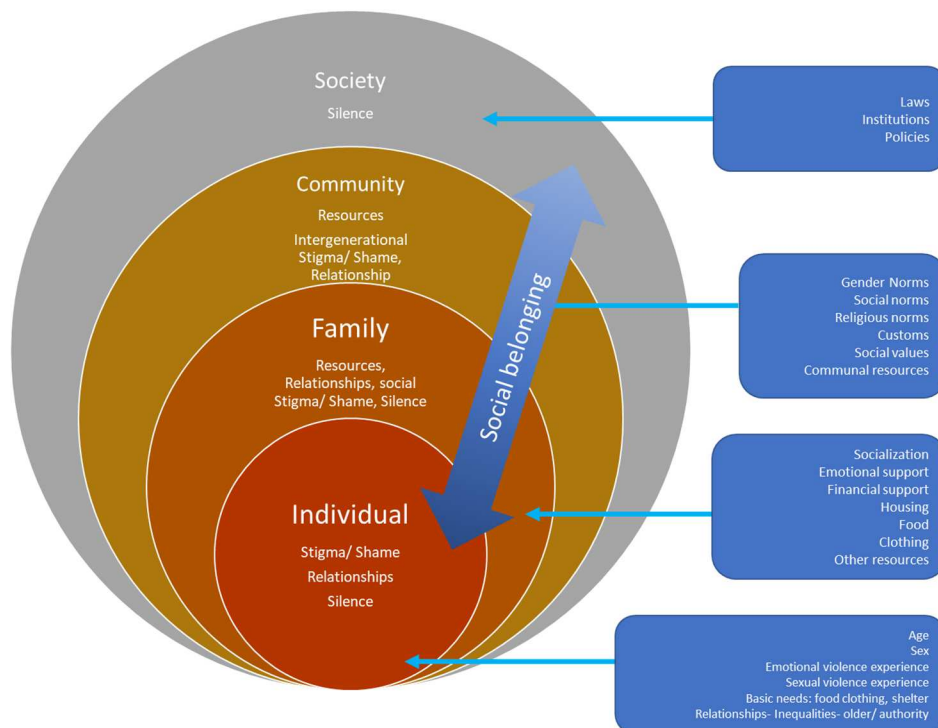 Society
Silence
Community
Resources
Intergenerational
Stigma/ Shame,
Relationship
Family
Resources,
Relationships, social
Stigma/ Shame, Silence
Individual
Stigma/ Shame
Relationships
Silence
Social belonging
Laws
Institutions
Policies
Gender Norms
Social norms
Religious norms
Customs
Social values
Communal resources
Socialization
Emotional support
Financial support
Housing
Food
Clothing
Other resources
Age
Sex
Emotional violence experience
Sexual violence experience
Basic needs: food clothing, shelter
Relationships- Inequalities- older/ authority